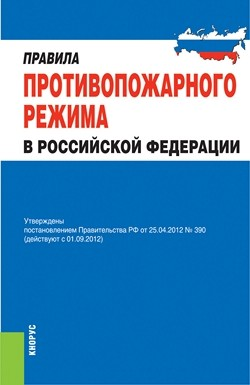 ПРАВИЛА
ПРОТИВОПОЖАРНОГО
РЕЖИМА
В РОССИЙСКОЙ ФЕДЕРАЦИИ
Утверждены
постановлением Правительства РФ от 25.04.2012 № 390
(действуют с 01.09.2012)
КНОРУС